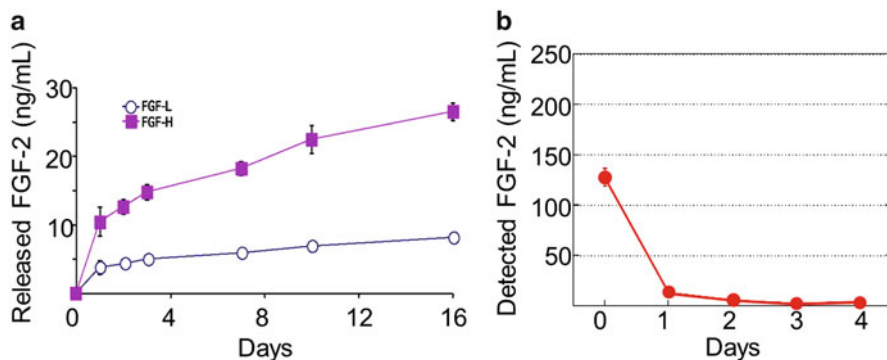 a
Released FGF-2 (ng/mL)
30
20
10
FGF-L
FGF-H
0 4 8 12 16
Days
b
Detected FGF-2 (ng/mL)
250
200
150
100
50
0 1 2 3 4
Days